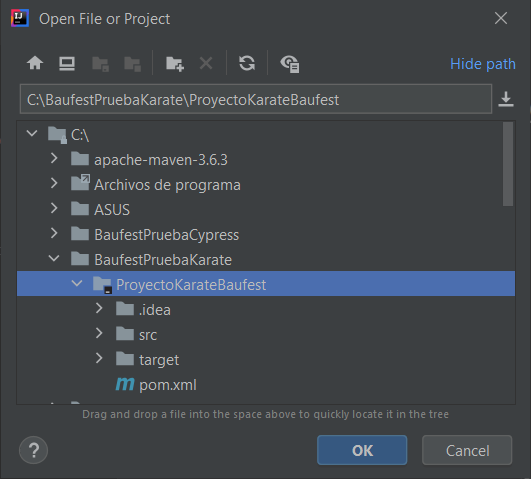 Open File or Project
Hide path
C:\BaufestPruebaKarate\ProyectoKarateBaufest
C:\
apache-maven-3.6.3
Archivos de programa
ASUS
BaufestPruebaCypress
BaufestPruebaKarate
ProyectoKarateBaufest
.idea
src
target
m pom.xml
Drag and drop a file into the space above to quickly locate it in the tree
? OK Cancel